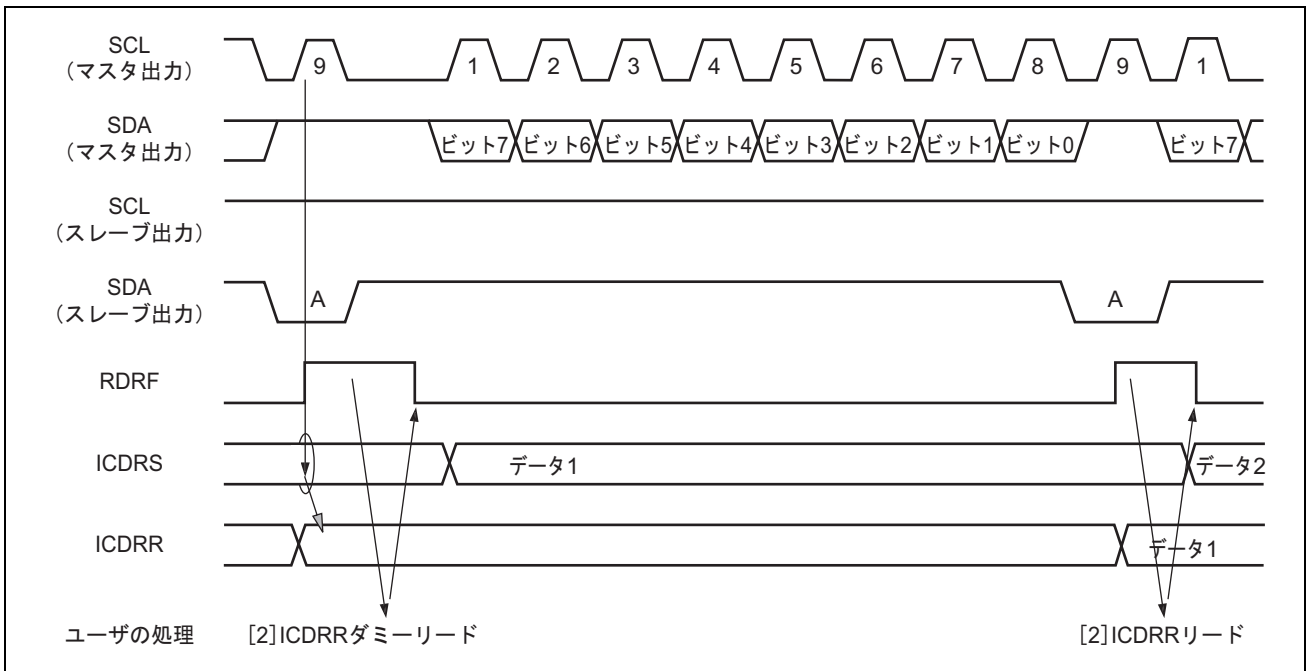 SCL
（マスタ出力）
9 1 2 3 4 5 6 7 8 9 1
SDA
（マスタ出力）
ビット7 ビット6 ビット5 ビット4 ビット3 ビット2 ビット1 ビット0 ビット7
SCL
（スレーブ出力）
SDA
（スレーブ出力）
A A
RDRF
ICDRS
データ1 データ2
ICDRR
データ1
ユーザの処理 [2]ICDRRダミーリード [2]ICDRRリード